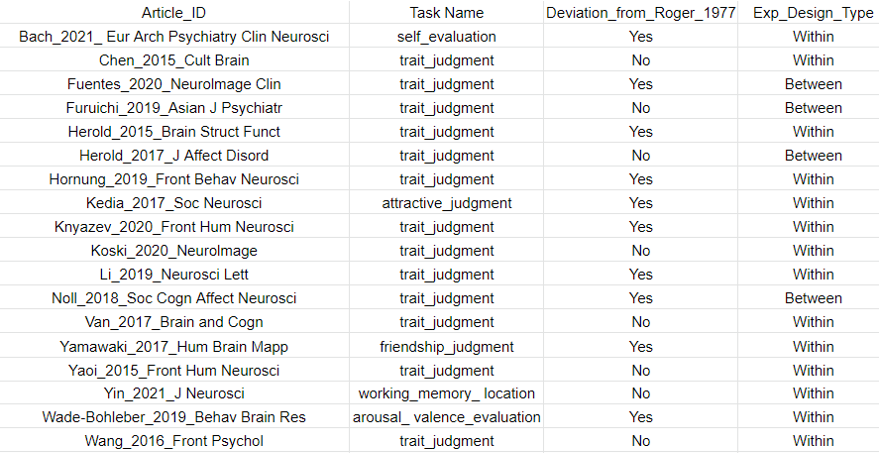 Article_ID Task Name Deviation_from_Roger_1977 Exp_Design_Type
Bach_2021_ Eur Arch Psychiatry Clin Neurosci self_evaluation Yes Within
Chen_2015_Cult Brain trait_judgment No Within
Fuentes_2020_NeuroImage Clin trait_judgment Yes Between
Furuichi_2019_Asian J Psychiatr trait_judgment No Between
Herold_2015_Brain Struct Funct trait_judgment Yes Within
Herold_2017_J Affect Disord trait_judgment No Between
Hornung_2019_Front Behav Neurosci trait_judgment Yes Within
Kedia_2017_Soc Neurosci attractive_judgment Yes Within
Knyazev_2020_Front Hum Neurosci trait_judgment Yes Within
Koski_2020_NeuroImage trait_judgment No Within
Li_2019_Neurosci Lett trait_judgment Yes Within
Noll_2018_Soc Cogn Affect Neurosci trait_judgment Yes Between
Van_2017_Brain and Cogn trait_judgment No Within
Yamawaki_2017_Hum Brain Mapp friendship_judgment Yes Within
Yaoi_2015_Front Hum Neurosci trait_judgment No Within
Yin_2021_J Neurosci working_memory_ location No Within
Wade-Bohleber_2019_Behav Brain Res arousal_ valence_evaluation Yes Within
Wang_2016_Front Psychol trait_judgment No Within